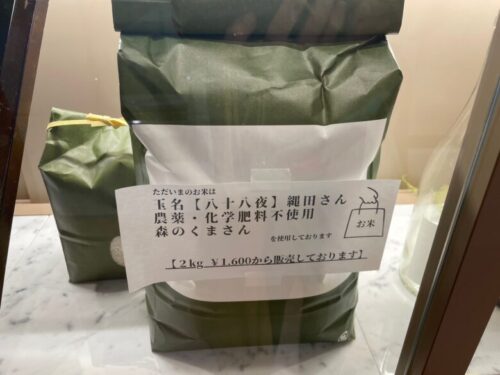 ただいまのお米は
玉名【八十八夜】縄田さん
農薬・化学肥料不使用
森のくまさん
を使用しております
お米
【2kg ¥1,600から販売しております】